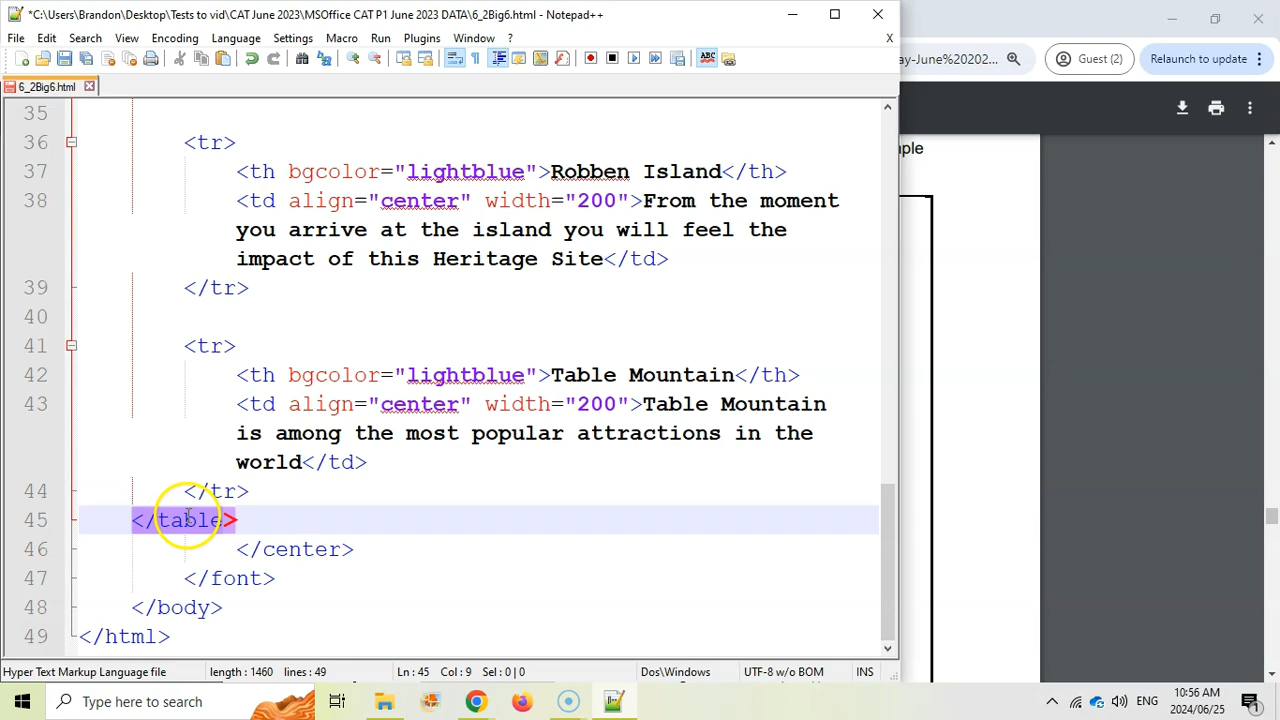 *C:\Users\Brandon\Desktop\Tests to vid\CAT June 2023\MSOffice CAT P1 June 2023 DATA\6_2Big6.html - Notepad++
File Edit Search View Encoding Language Settings Macro Run Plugins Window ? X
ay-June%20202... Guest (2) Relaunch to update
6_2Big6.html
ple
35
36 <tr>
37 <th bgcolor="lightblue">Robben Island</th>
38 <td align="center" width="200">From the moment
you arrive at the island you will feel the
impact of this Heritage Site</td>
39 </tr>
40
41 <tr>
42 <th bgcolor="lightblue">Table Mountain</th>
43 <td align="center" width="200">Table Mountain
is among the most popular attractions in the
world</td>
44 </tr>
45 </table>
46 </center>
47 </font>
48 </body>
49 </html>
Hyper Text Markup Language file length : 1460 lines : 49 Ln : 45 Col : 9 Sel : 0 | 0 Dos\Windows UTF-8 w/o BOM INS
Type here to search ENG 10:56 AM
2024/06/25